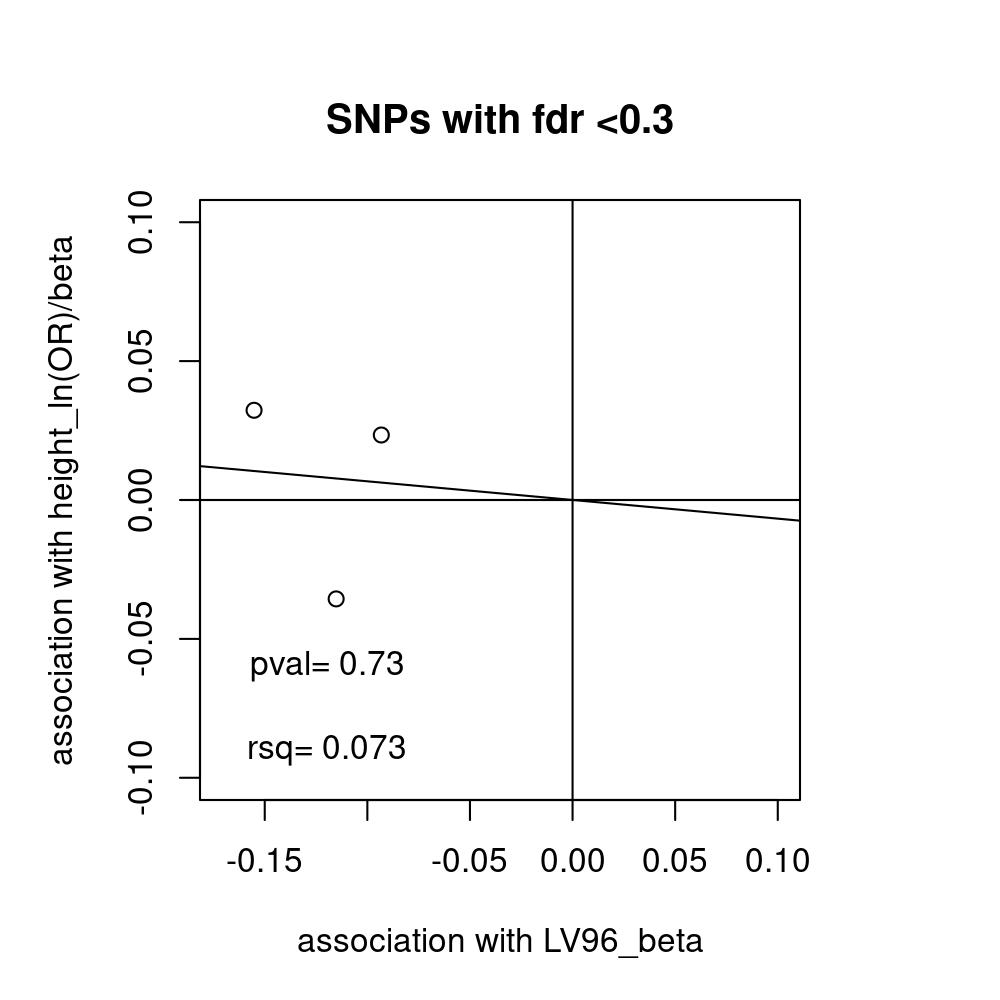 SNPs with fdr <0.3
association with height_ln(OR)/beta
0.10
0.05
0.00
-0.05
-0.10
pval= 0.73
rsq= 0.073
-0.15 -0.05 0.00 0.05 0.10
association with LV96_beta